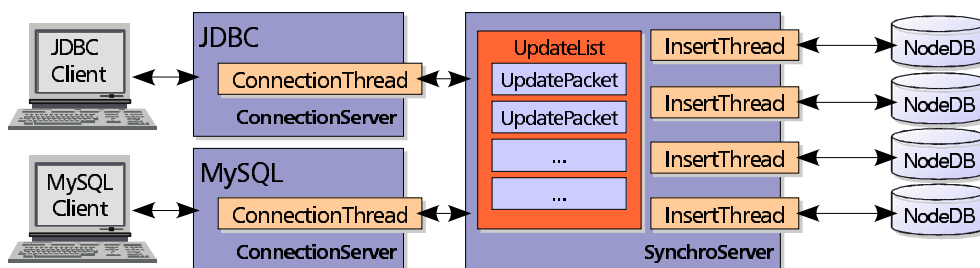 JDBC
Client
JDBC
ConnectionThread
ConnectionServer
MySQL
Client
MySQL
ConnectionThread
ConnectionServer
UpdateList
UpdatePacket
UpdatePacket
...
...
InsertThread
InsertThread
InsertThread
InsertThread
SynchroServer
NodeDB
NodeDB
NodeDB
NodeDB